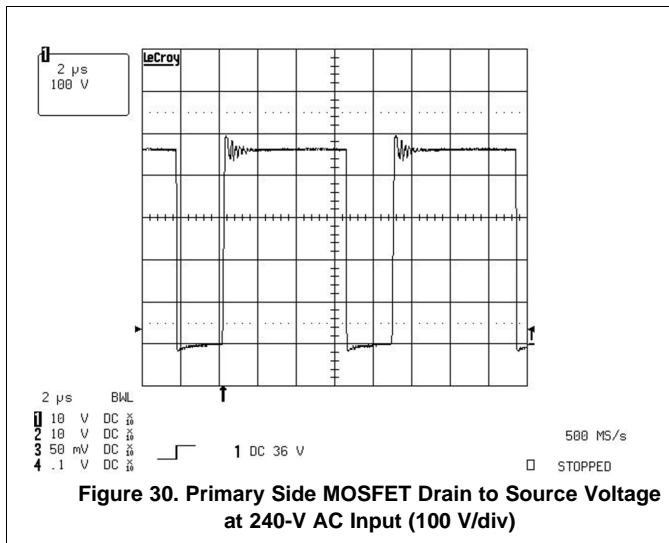 1
2 µs
100 V
LeCroy
2 µs BWL
1 10 V DC ×10
2 10 V DC ×10
3 50 mV DC ×10
4 .1 V DC ×10
1 DC 36 V
500 MS/s
STOPPED
Figure 30. Primary Side MOSFET Drain to Source Voltage
at 240-V AC Input (100 V/div)